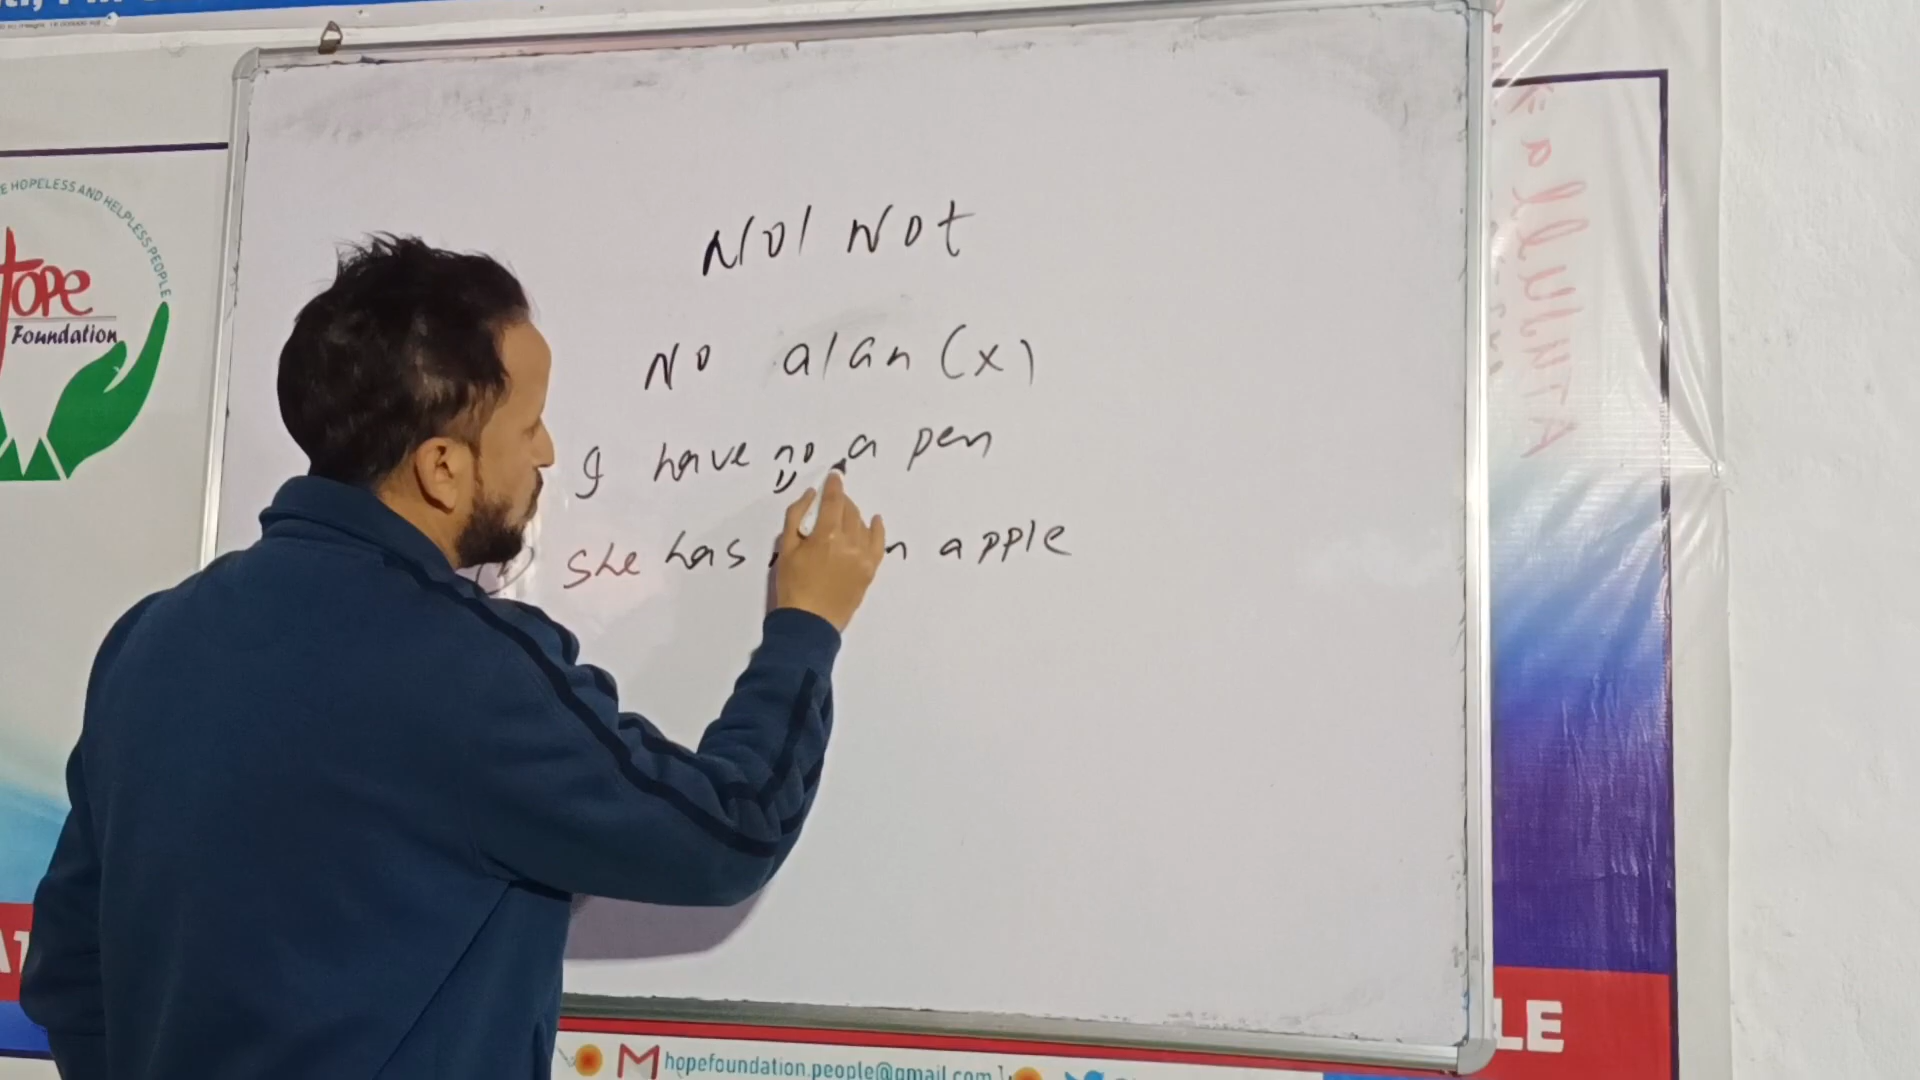 E HOPELESS AND HELPLESS PEOPLE
Hope
Foundation
No/ Not
No a/an (x)
I have no a pen
She has n apple
LE
hopefoundation.people@gmail.com